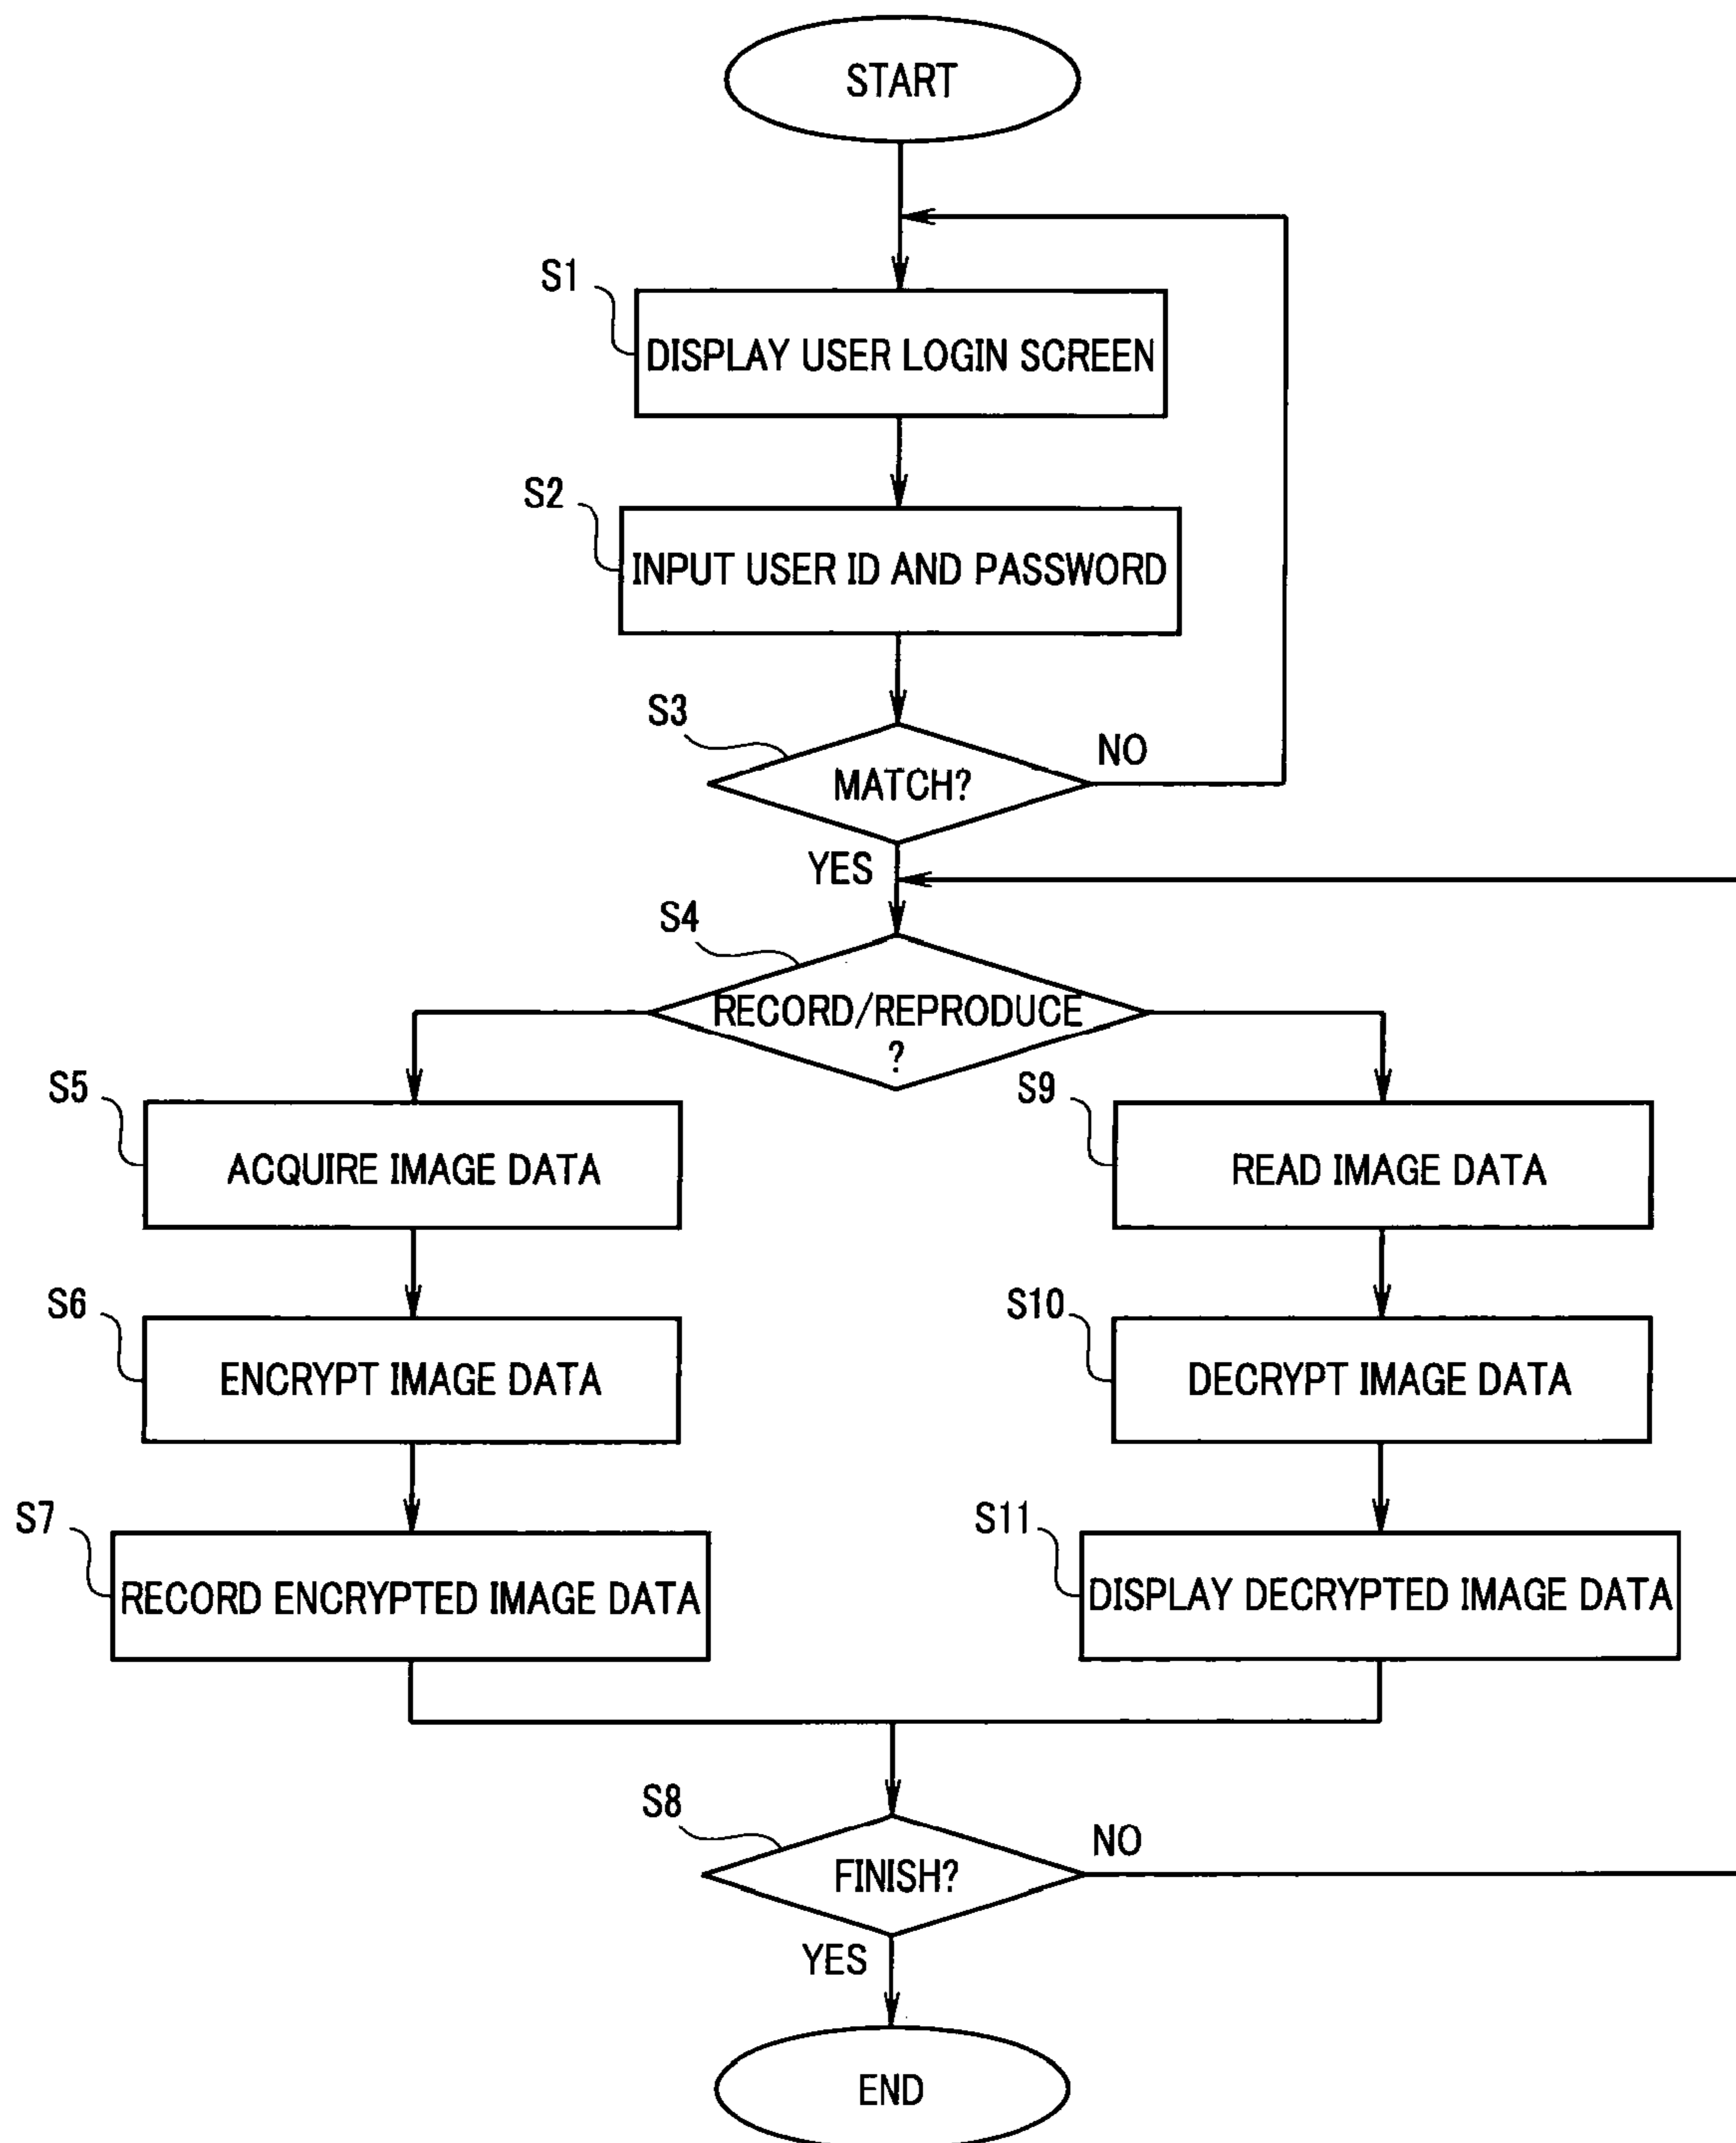 START
S1
DISPLAY USER LOGIN SCREEN
S2
INPUT USER ID AND PASSWORD
S3
MATCH?
NO
YES
S4
RECORD/REPRODUCE
?
S5
ACQUIRE IMAGE DATA
S6
ENCRYPT IMAGE DATA
S7
RECORD ENCRYPTED IMAGE DATA
S9
READ IMAGE DATA
S10
DECRYPT IMAGE DATA
S11
DISPLAY DECRYPTED IMAGE DATA
S8
FINISH?
NO
YES
END